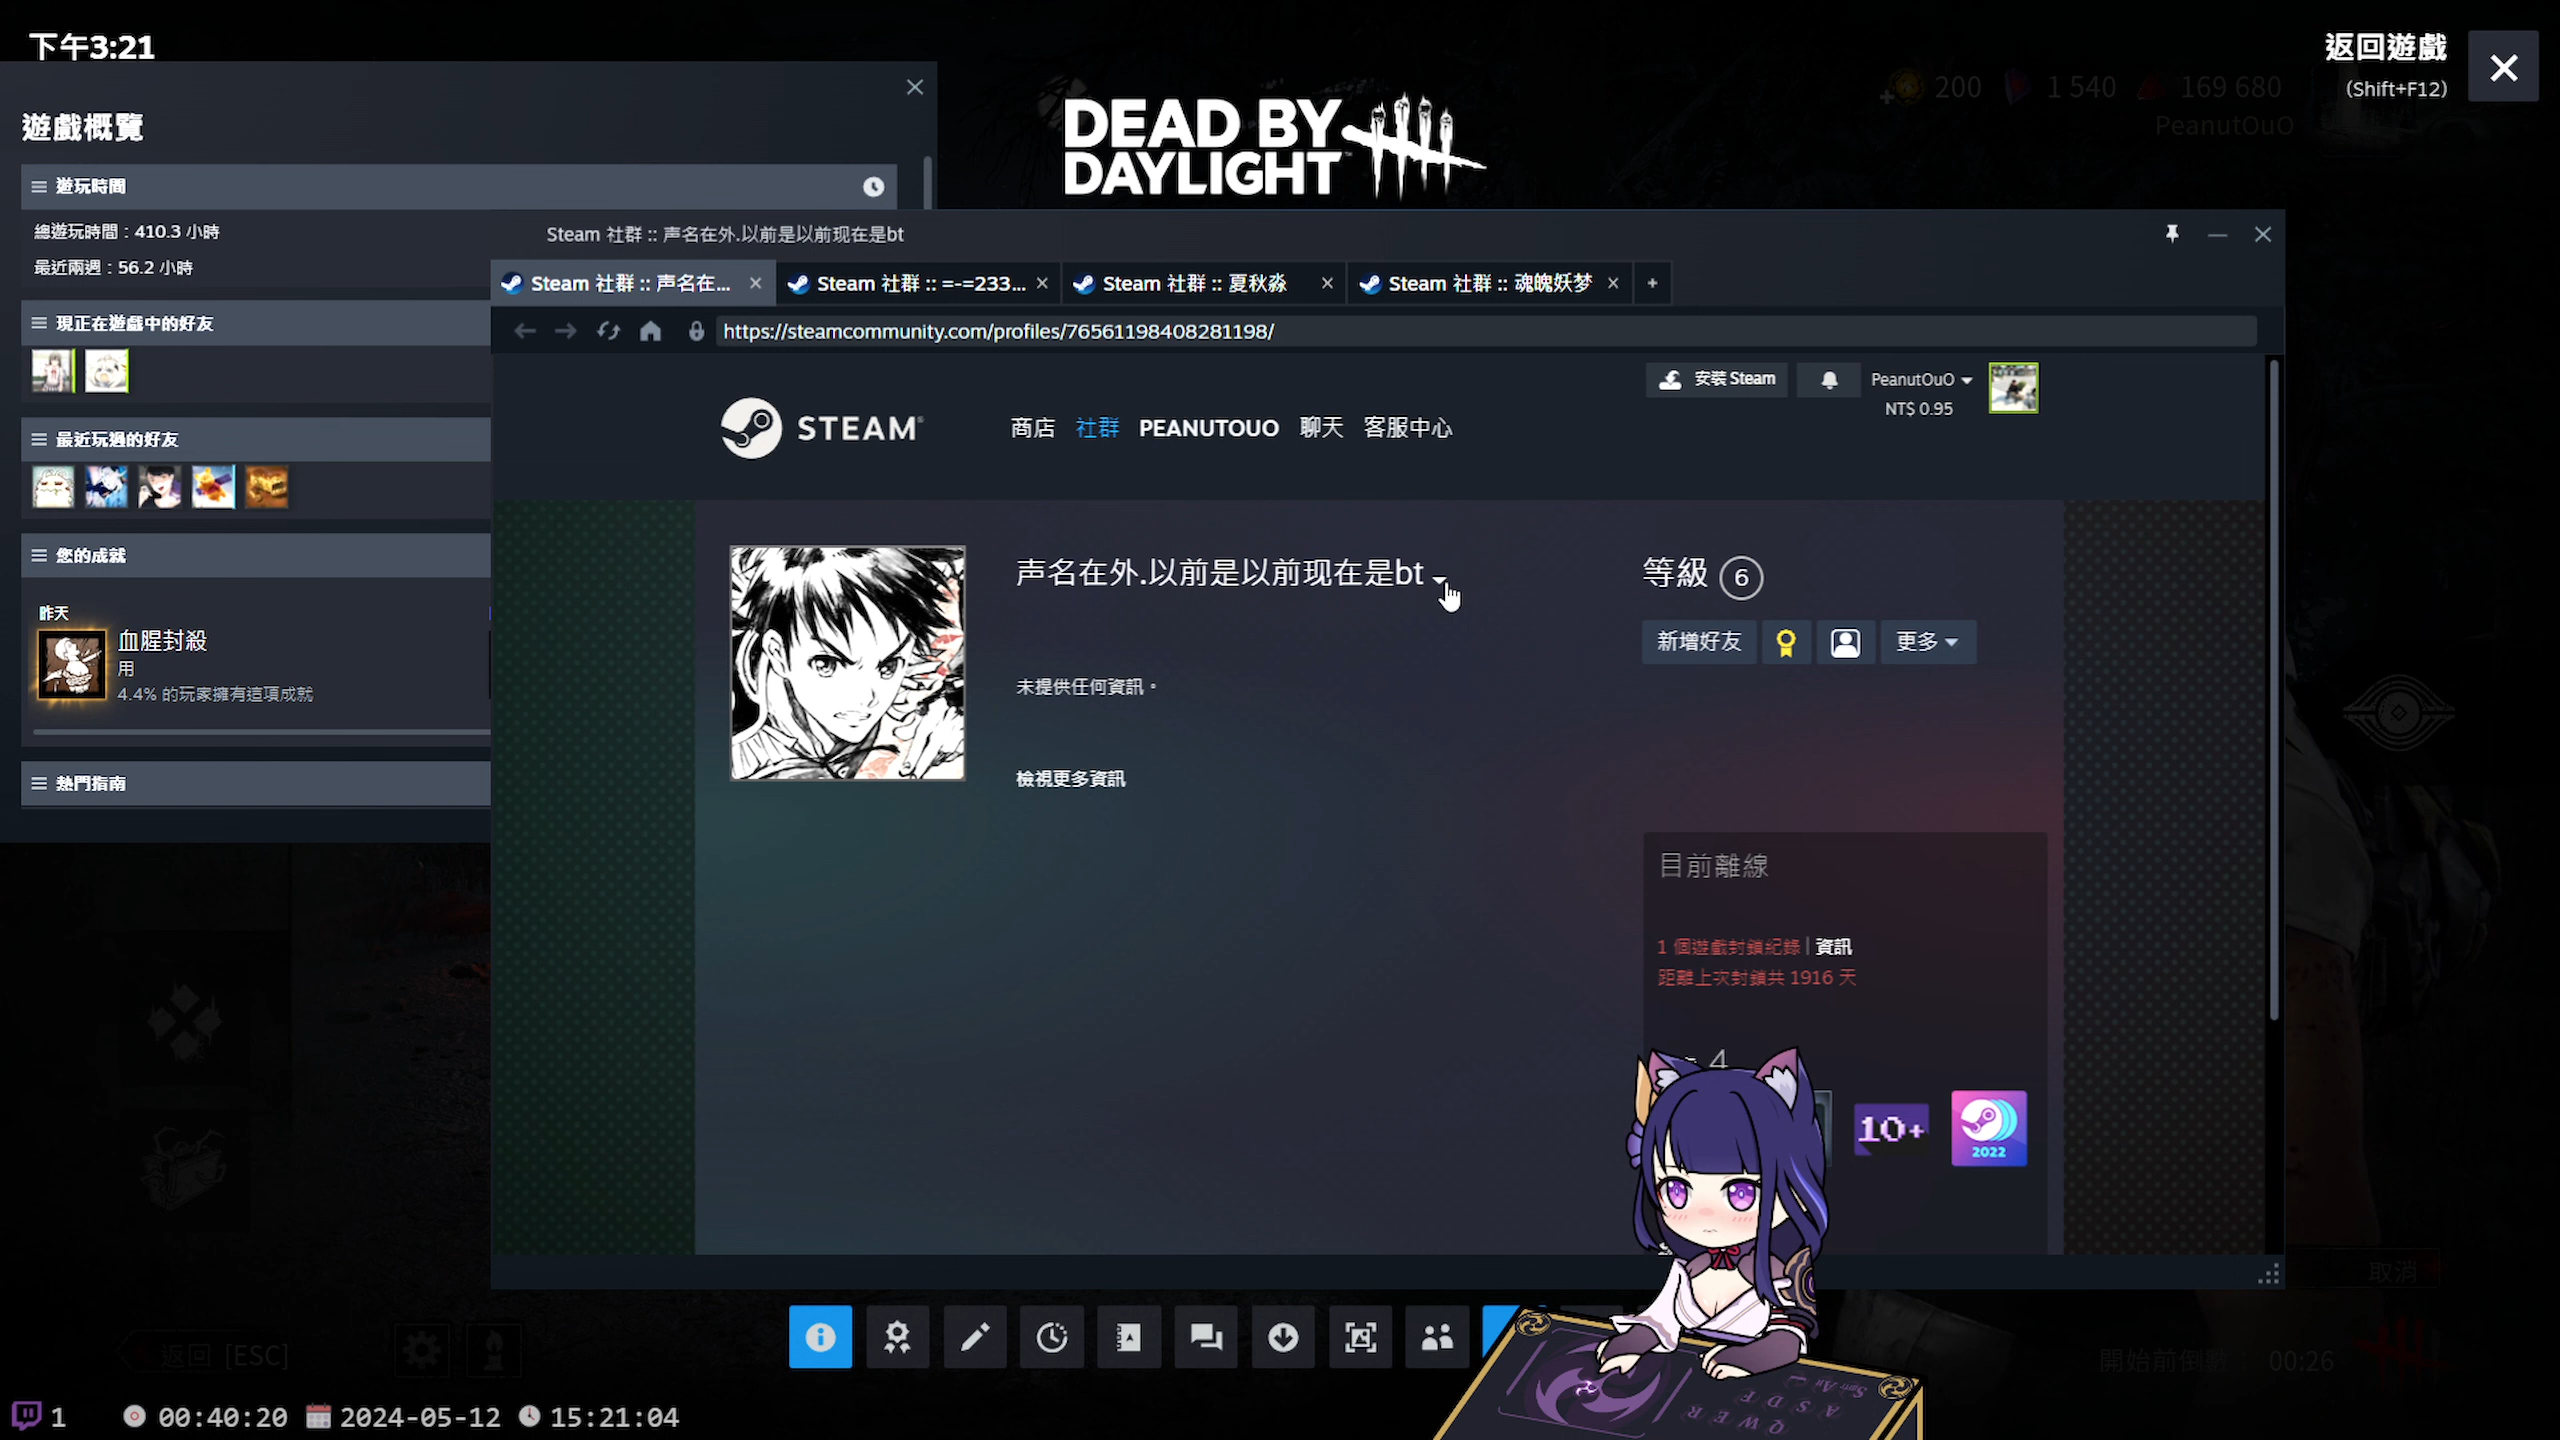 下午3:21
返回遊戲
(Shift+F12)
200
1 540
169 680
PeanutOuO
DEAD BY
DAYLIGHT
遊戲概覽
遊玩時間
總遊玩時間：410.3 小時
最近兩週：56.2 小時
現正在遊戲中的好友
最近玩過的好友
您的成就
昨天
血腥封殺
用
4.4% 的玩家擁有這項成就
熱門指南
Steam 社群 :: 声名在外.以前是以前现在是bt
Steam 社群 :: 声名在...
Steam 社群 :: =-=233...
Steam 社群 :: 夏秋淼
Steam 社群 :: 魂魄妖梦
https://steamcommunity.com/profiles/76561198408281198/
安裝 Steam
PeanutOuO
NT$ 0.95
STEAM
商店
社群
PEANUTOUO
聊天
客服中心
声名在外.以前是以前现在是bt
等級 6
新增好友
更多
未提供任何資訊。
檢視更多資訊
目前離線
1 個遊戲封鎖紀錄 | 資訊
距離上次封鎖共 1916 天
4
10+
2022
取消
返回 [ESC]
00:26
1
00:40:20
2024-05-12
15:21:04
Q W E R
A S D F